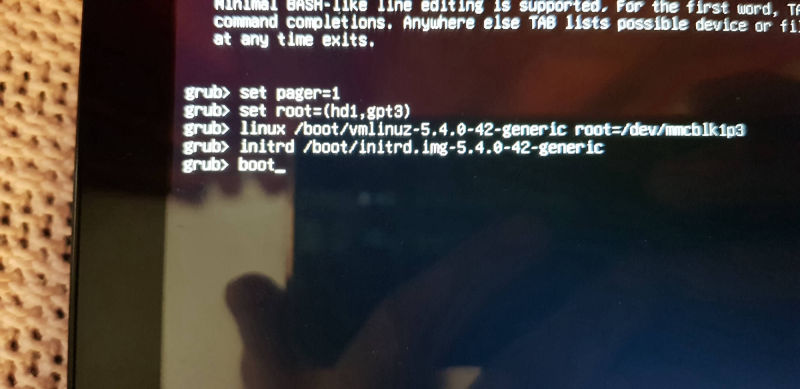 Minimal BASH-like line editing is supported. For the first word,
command completions. Anywhere else TAB lists possible device or
at any time exits.
grub> set pager=1
grub> set root=(hd1,gpt3)
grub> linux /boot/vmlinuz-5.4.0-42-generic root=/dev/mmcblk1p3
grub> initrd /boot/initrd.img-5.4.0-42-generic
grub> boot_